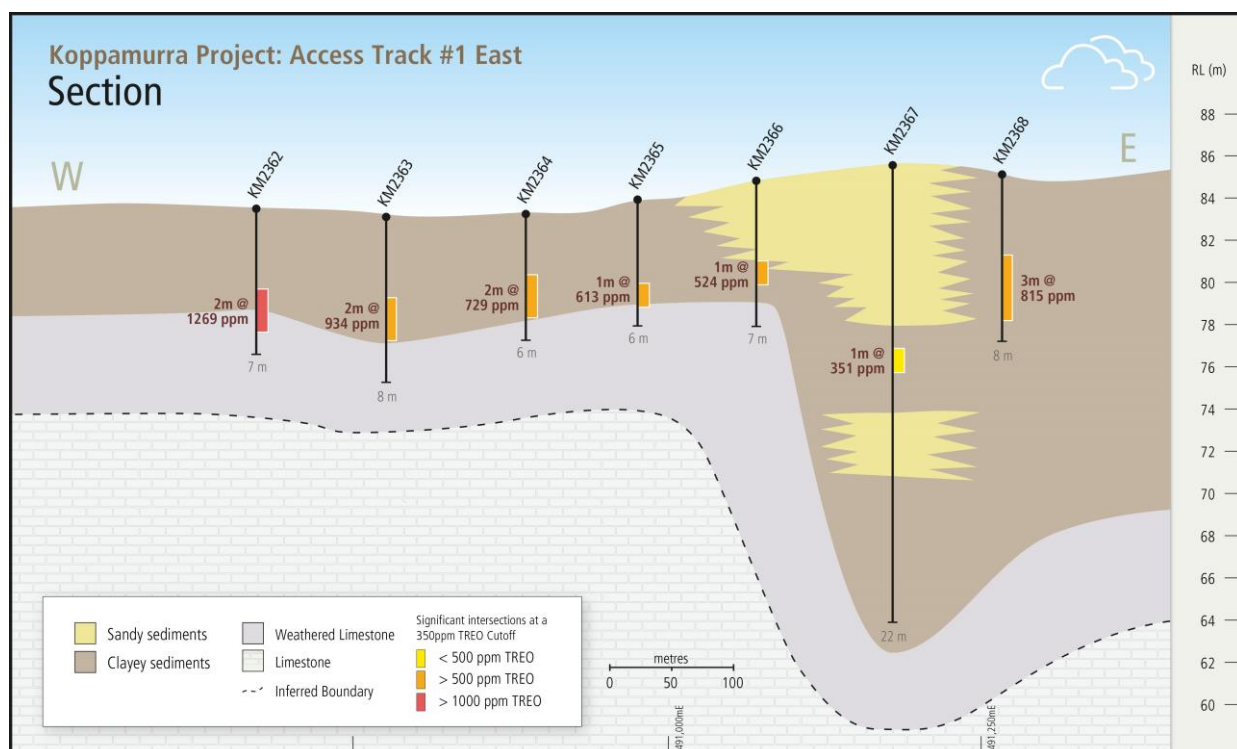 Koppamurra Project: Access Track #1 East
Section
RL (m)
W
E
KM2362
KM2363
KM2364
KM2365
KM2366
KM2367
KM2368
88
86
84
82
80
78
76
74
72
70
68
66
64
62
60
2m @
1269 ppm
7 m
2m @
934 ppm
8 m
2m @
729 ppm
6 m
1m @
613 ppm
6 m
1m @
524 ppm
7 m
1m @
351 ppm
22 m
3m @
815 ppm
8 m
Sandy sediments
Clayey sediments
Weathered Limestone
Limestone
Inferred Boundary
Significant intersections at a
350ppm TREO Cutoff
< 500 ppm TREO
> 500 ppm TREO
> 1000 ppm TREO
metres
0 50 100
491,000mE
491,250mE